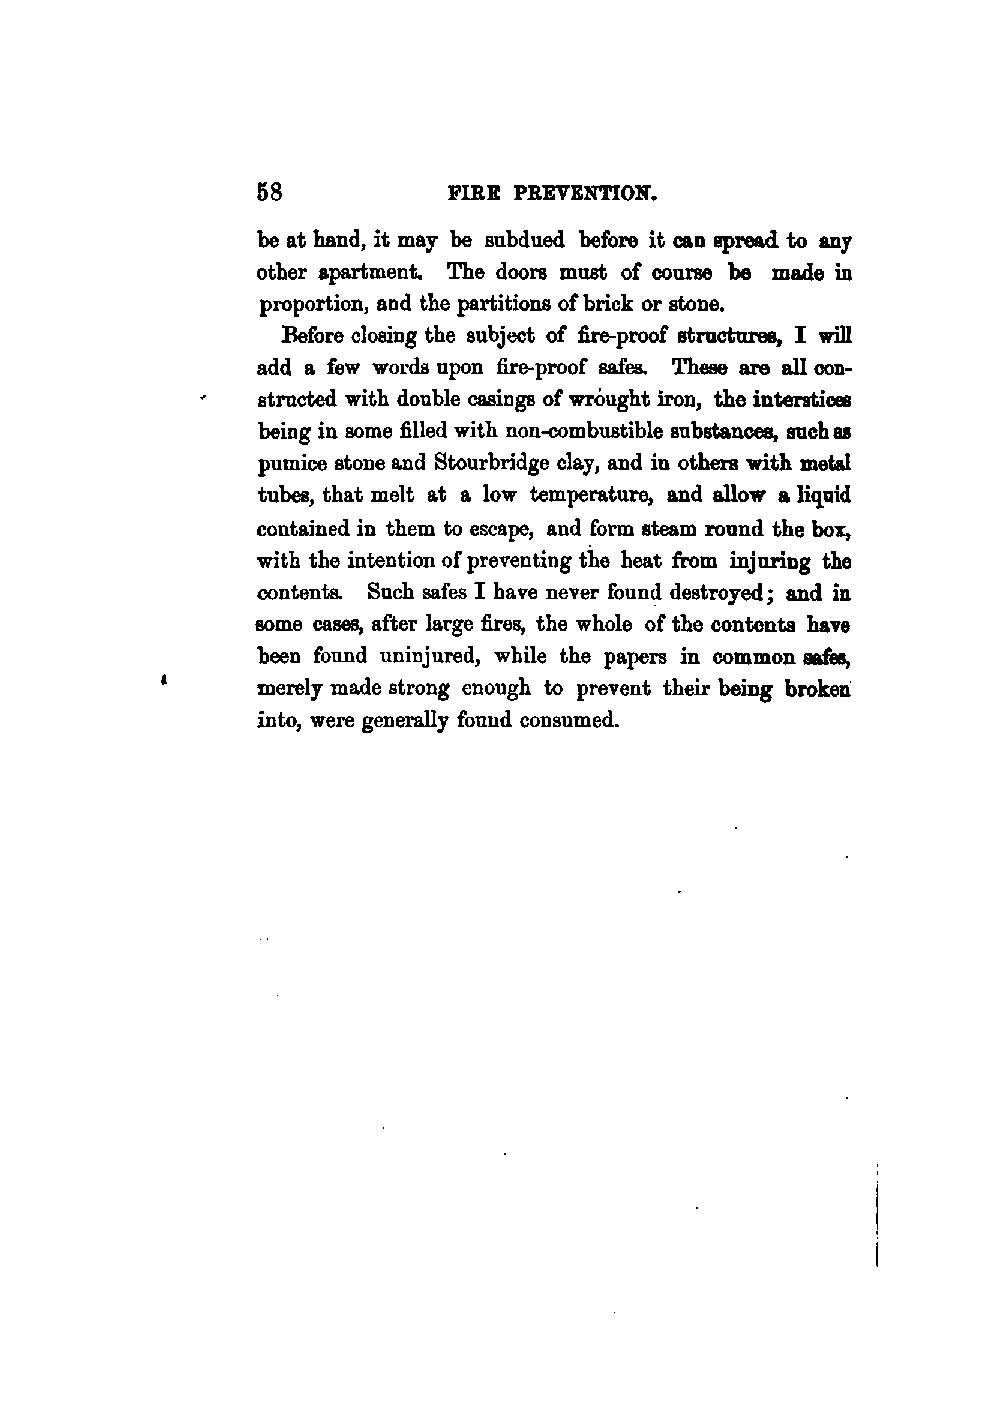 58 FIRE PREVENTION.
be at hand, it may be subdued before it can spread to any
other apartment. The doors must of course be made in
proportion, and the partitions of brick or stone.
Before closing the subject of fire-proof structures, I will
add a few words upon fire-proof safes. These are all con-
structed with double casings of wrought iron, the interstices
being in some filled with non-combustible substances, such as
pumice stone and Stourbridge clay, and in others with metal
tubes, that melt at a low temperature, and allow a liquid
contained in them to escape, and form steam round the box,
with the intention of preventing the heat from injuring the
contents. Such safes I have never found destroyed; and in
some cases, after large fires, the whole of the contents have
been found uninjured, while the papers in common safes,
merely made strong enough to prevent their being broken
into, were generally found consumed.